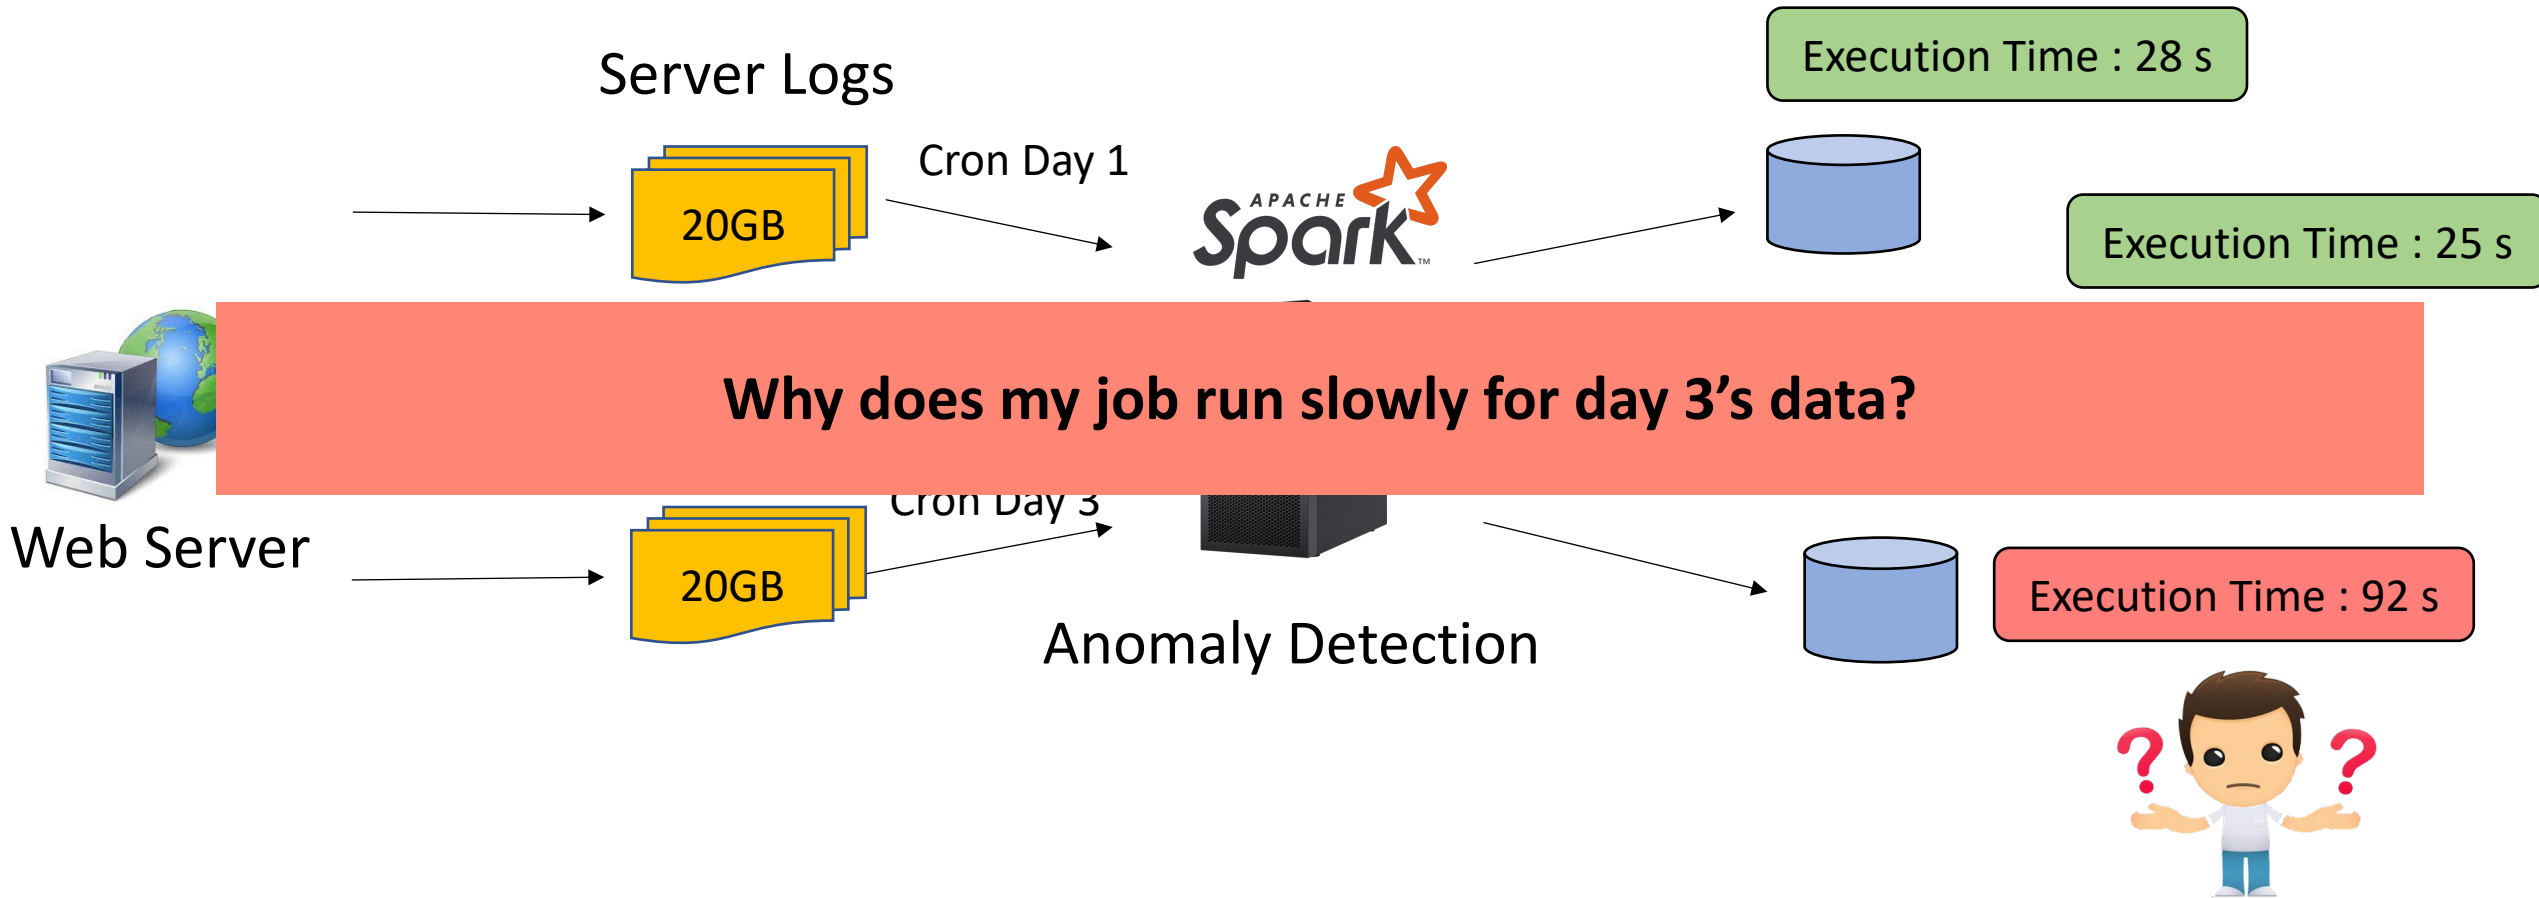 Execution Time : 28 s
Server Logs
Cron Day 1
APACHE
Spark™
20GB
Execution Time : 25 s
Why does my job run slowly for day 3’s data?
Cron Day 3
Web Server
20GB
Execution Time : 92 s
Anomaly Detection
? ?